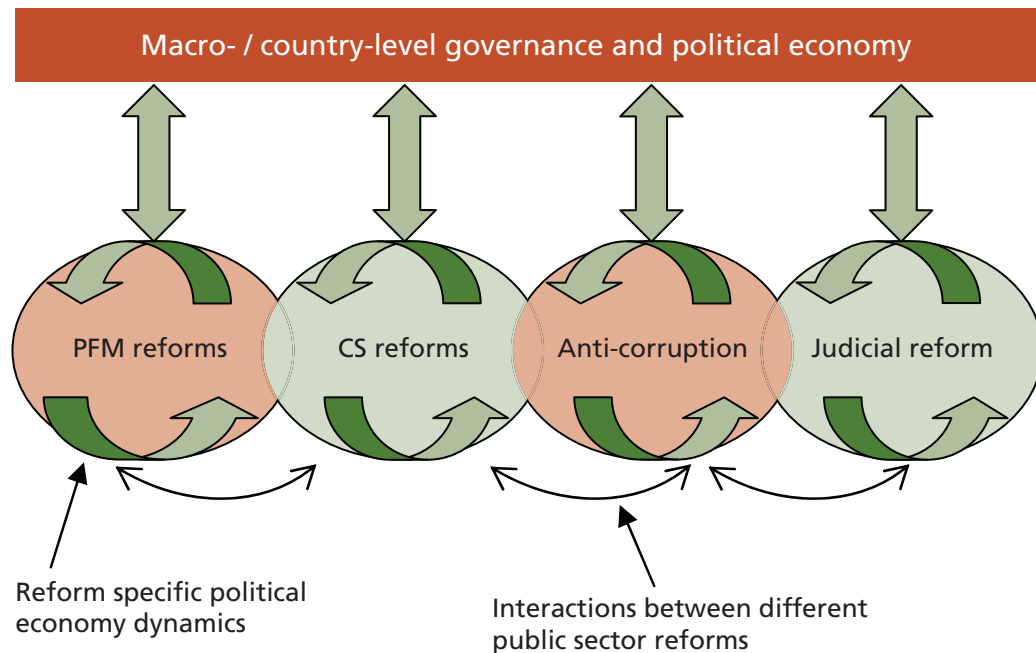 Macro- / country-level governance and political economy
PFM reforms
CS reforms
Anti-corruption
Judicial reform
Reform specific political
economy dynamics
Interactions between different
public sector reforms